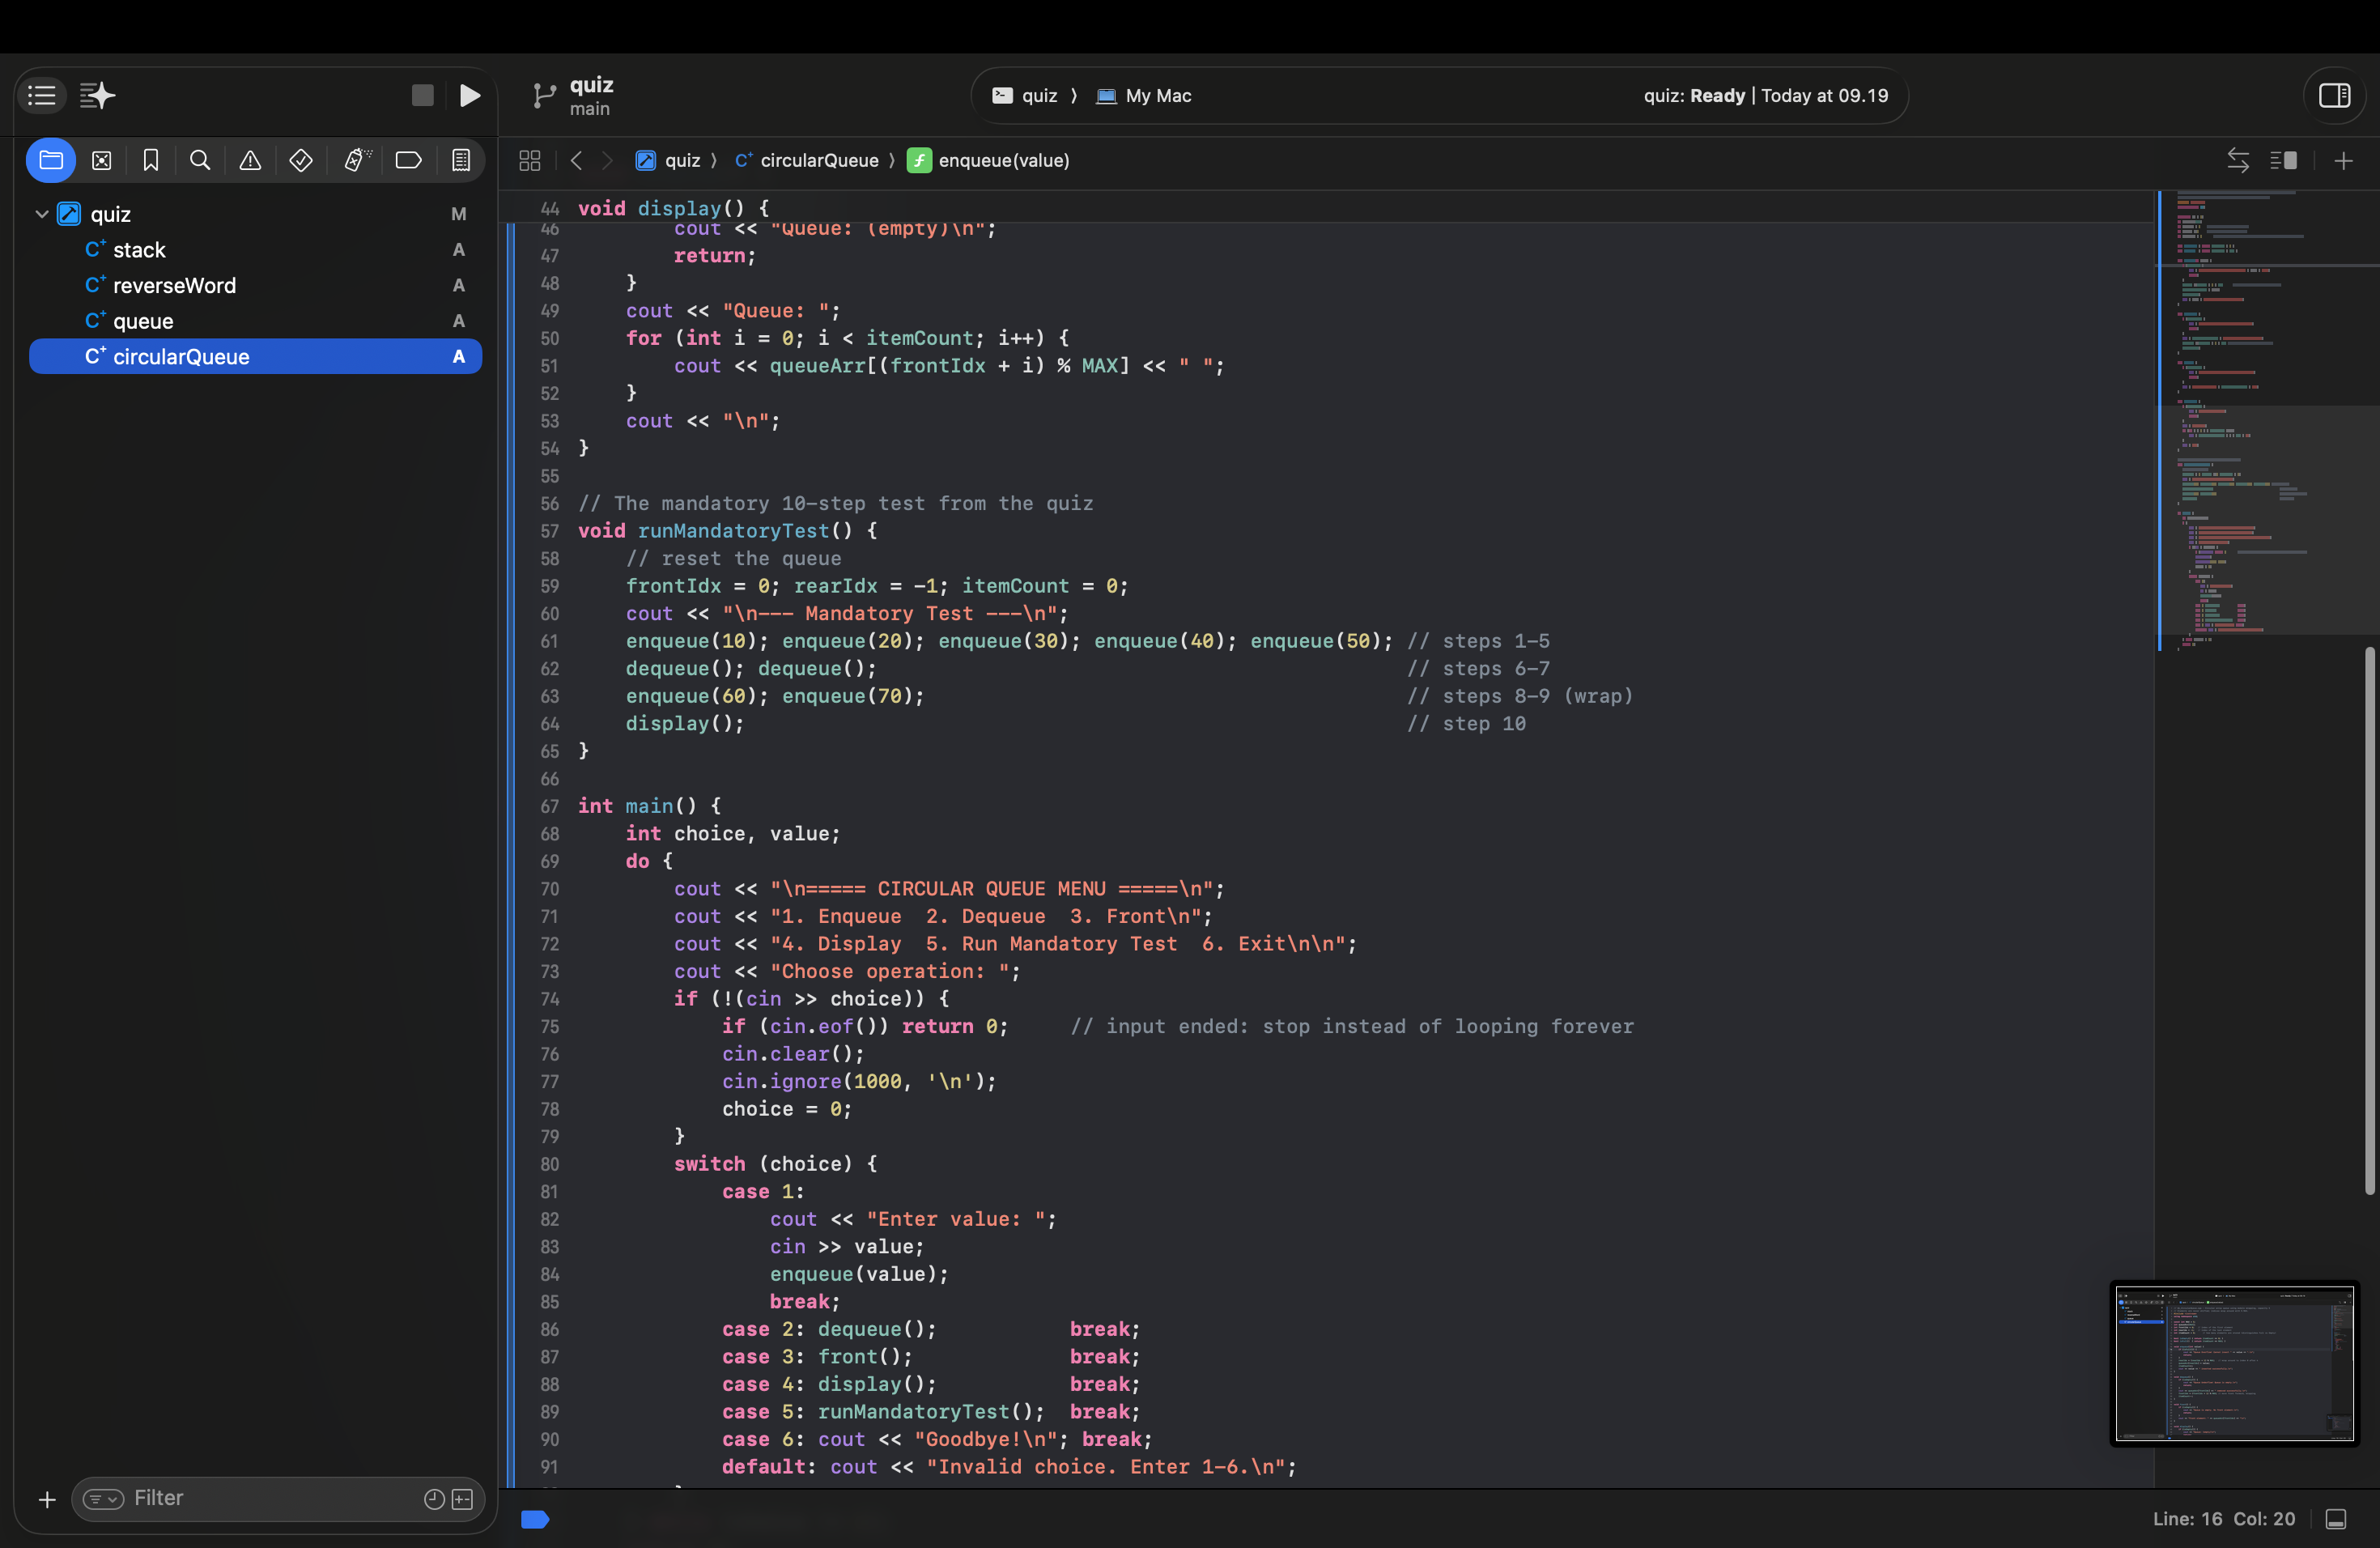 quiz
main
quiz 〉 My Mac
quiz: Ready | Today at 09.19
quiz 〉 circularQueue 〉 enqueue(value)
quiz M
stack A
reverseWord A
queue A
circularQueue A
44 void display() {
46         cout << "Queue: (empty)\n";
47         return;
48     }
49     cout << "Queue: ";
50     for (int i = 0; i < itemCount; i++) {
51         cout << queueArr[(frontIdx + i) % MAX] << " ";
52     }
53     cout << "\n";
54 }
55
56 // The mandatory 10-step test from the quiz
57 void runMandatoryTest() {
58     // reset the queue
59     frontIdx = 0; rearIdx = -1; itemCount = 0;
60     cout << "\n--- Mandatory Test ---\n";
61     enqueue(10); enqueue(20); enqueue(30); enqueue(40); enqueue(50); // steps 1-5
62     dequeue(); dequeue();                                            // steps 6-7
63     enqueue(60); enqueue(70);                                        // steps 8-9 (wrap)
64     display();                                                       // step 10
65 }
66
67 int main() {
68     int choice, value;
69     do {
70         cout << "\n===== CIRCULAR QUEUE MENU =====\n";
71         cout << "1. Enqueue  2. Dequeue  3. Front\n";
72         cout << "4. Display  5. Run Mandatory Test  6. Exit\n\n";
73         cout << "Choose operation: ";
74         if (!(cin >> choice)) {
75             if (cin.eof()) return 0;     // input ended: stop instead of looping forever
76             cin.clear();
77             cin.ignore(1000, '\n');
78             choice = 0;
79         }
80         switch (choice) {
81             case 1:
82                 cout << "Enter value: ";
83                 cin >> value;
84                 enqueue(value);
85                 break;
86             case 2: dequeue();           break;
87             case 3: front();             break;
88             case 4: display();           break;
89             case 5: runMandatoryTest();  break;
90             case 6: cout << "Goodbye!\n"; break;
91             default: cout << "Invalid choice. Enter 1-6.\n";
Filter
Line: 16 Col: 20